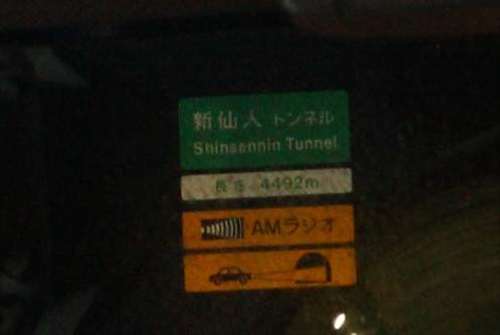 新仙人トンネル
Shinsennin Tunnel
長さ 4492m
AMラジオ